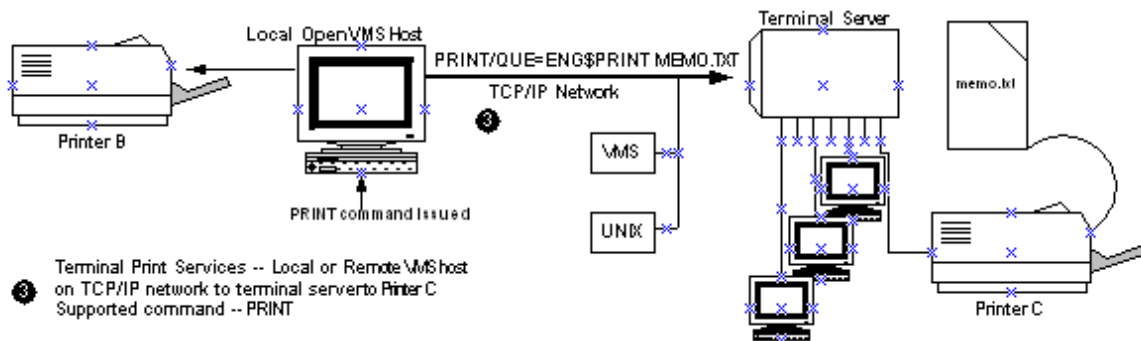 Terminal Server
Local OpenVMS Host
PRINT/QUE=ENG$PRINT MEMO.TXT
TCP/IP Network
memo.txt
Printer B
3
VMS
PRINT command issued
UNIX
3 Terminal Print Services -- Local or Remote VMS host
on TCP/IP network to terminal server to Printer C
Supported command -- PRINT
Printer C